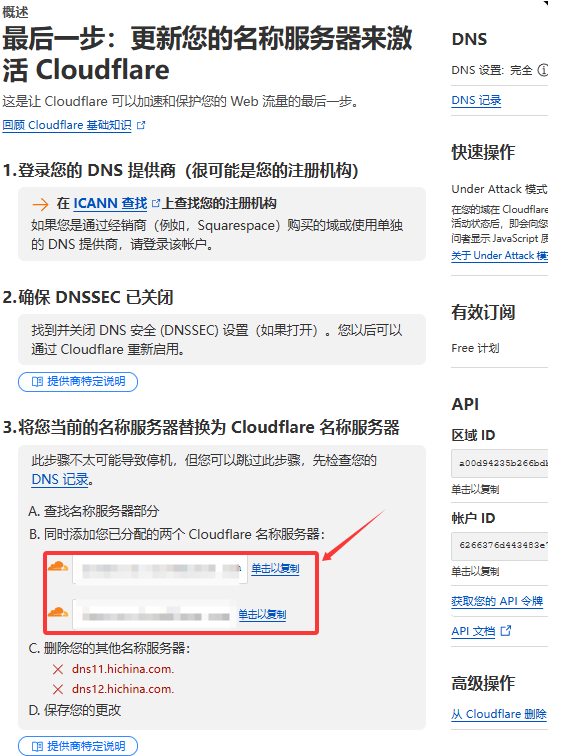 概述
最后一步：更新您的名称服务器来激
活 Cloudflare
这是让 Cloudflare 可以加速和保护您的 Web 流量的最后一步。
回顾 Cloudflare 基础知识
1.登录您的 DNS 提供商（很可能是您的注册机构）
在 ICANN 查找 上查找您的注册机构
如果您是通过经销商（例如，Squarespace）购买的域或使用单独
的 DNS 提供商，请登录该帐户。
2.确保 DNSSEC 已关闭
找到并关闭 DNS 安全 (DNSSEC) 设置（如果打开）。您以后可以
通过 Cloudflare 重新启用。
提供商特定说明
3.将您当前的名称服务器替换为 Cloudflare 名称服务器
此步骤不太可能导致停机，但您可以跳过此步骤，先检查您的
DNS 记录。
A. 查找名称服务器部分
B. 同时添加您已分配的两个 Cloudflare 名称服务器：
单击以复制
单击以复制
C. 删除您的其他名称服务器：
dns11.hichina.com.
dns12.hichina.com.
D. 保存您的更改
提供商特定说明
DNS
DNS 设置: 完全
DNS 记录
快速操作
Under Attack 模式
在您的域在 Cloudflare
活动状态后，即会向您
问者显示 JavaScript 质
关于 Under Attack 模
有效订阅
Free 计划
API
区域 ID
a00d94235b266bd
单击以复制
帐户 ID
6266376d443483e
单击以复制
获取您的 API 令牌
API 文档
高级操作
从 Cloudflare 删除